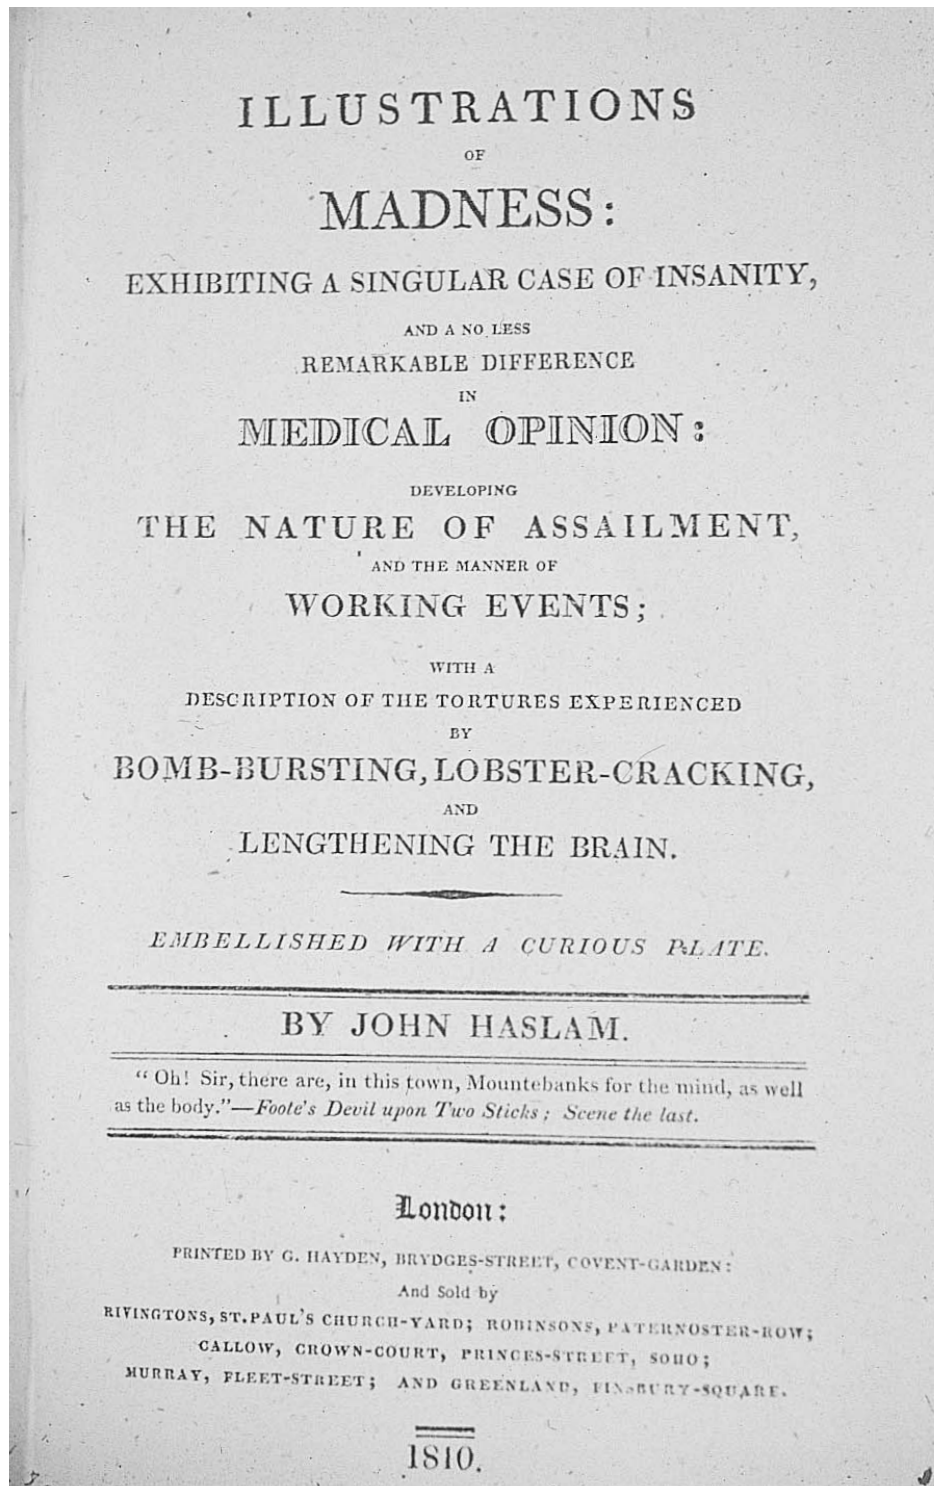 ILLUSTRATIONS
OF
MADNESS:
EXHIBITING A SINGULAR CASE OF INSANITY,
AND A NO LESS
REMARKABLE DIFFERENCE
IN
MEDICAL OPINION:
DEVELOPING
THE NATURE OF ASSAILMENT,
AND THE MANNER OF
WORKING EVENTS;
WITH A
DESCRIPTION OF THE TORTURES EXPERIENCED
BY
BOMB-BURSTING, LOBSTER-CRACKING,
AND
LENGTHENING THE BRAIN.
EMBELLISHED WITH A CURIOUS PLATE.
BY JOHN HASLAM.
"Oh! Sir, there are, in this town, Mountebanks for the mind, as well
as the body."—Foote's Devil upon Two Sticks; Scene the last.
London:
PRINTED BY G. HAYDEN, BRYDGES-STREET, COVENT-GARDEN:
And Sold by
RIVINGTONS, ST. PAUL'S CHURCH-YARD; ROBINSONS, PATERNOSTER-ROW;
CALLOW, CROWN-COURT, PRINCES-STREET, SOHO;
MURRAY, FLEET-STREET; AND GREENLAND, FINSBURY-SQUARE.
1810.